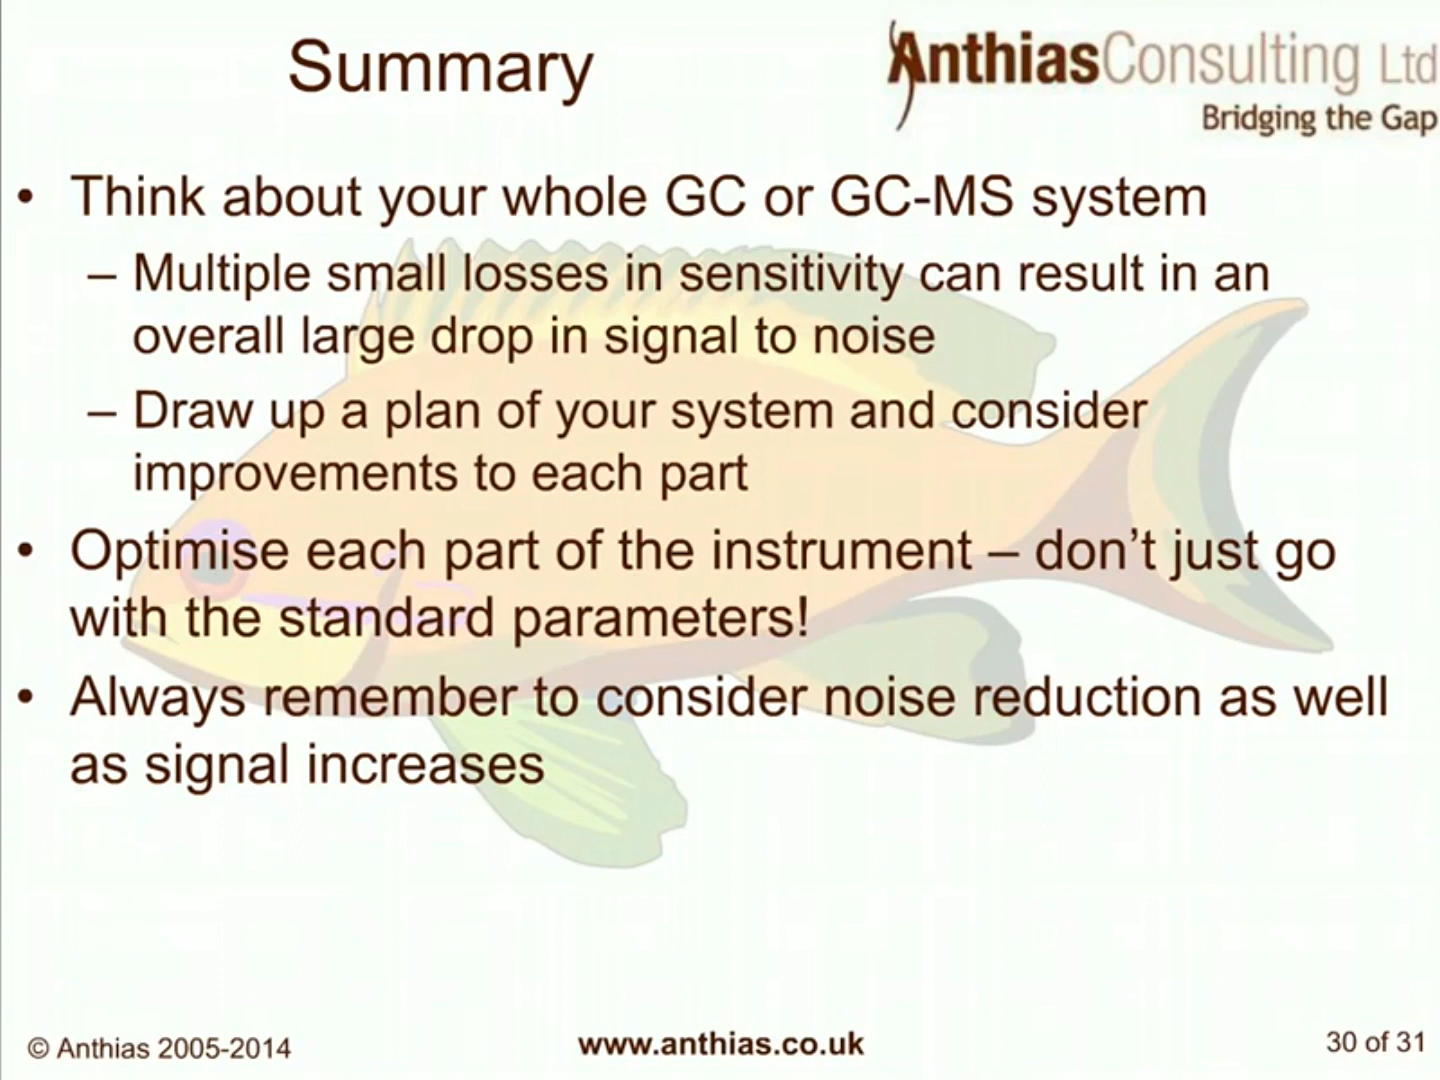 Summary
AnthiasConsulting Ltd
Bridging the Gap
• Think about your whole GC or GC-MS system
– Multiple small losses in sensitivity can result in an
overall large drop in signal to noise
– Draw up a plan of your system and consider
improvements to each part
• Optimise each part of the instrument – don’t just go
with the standard parameters!
• Always remember to consider noise reduction as well
as signal increases
© Anthias 2005-2014
www.anthias.co.uk
30 of 31